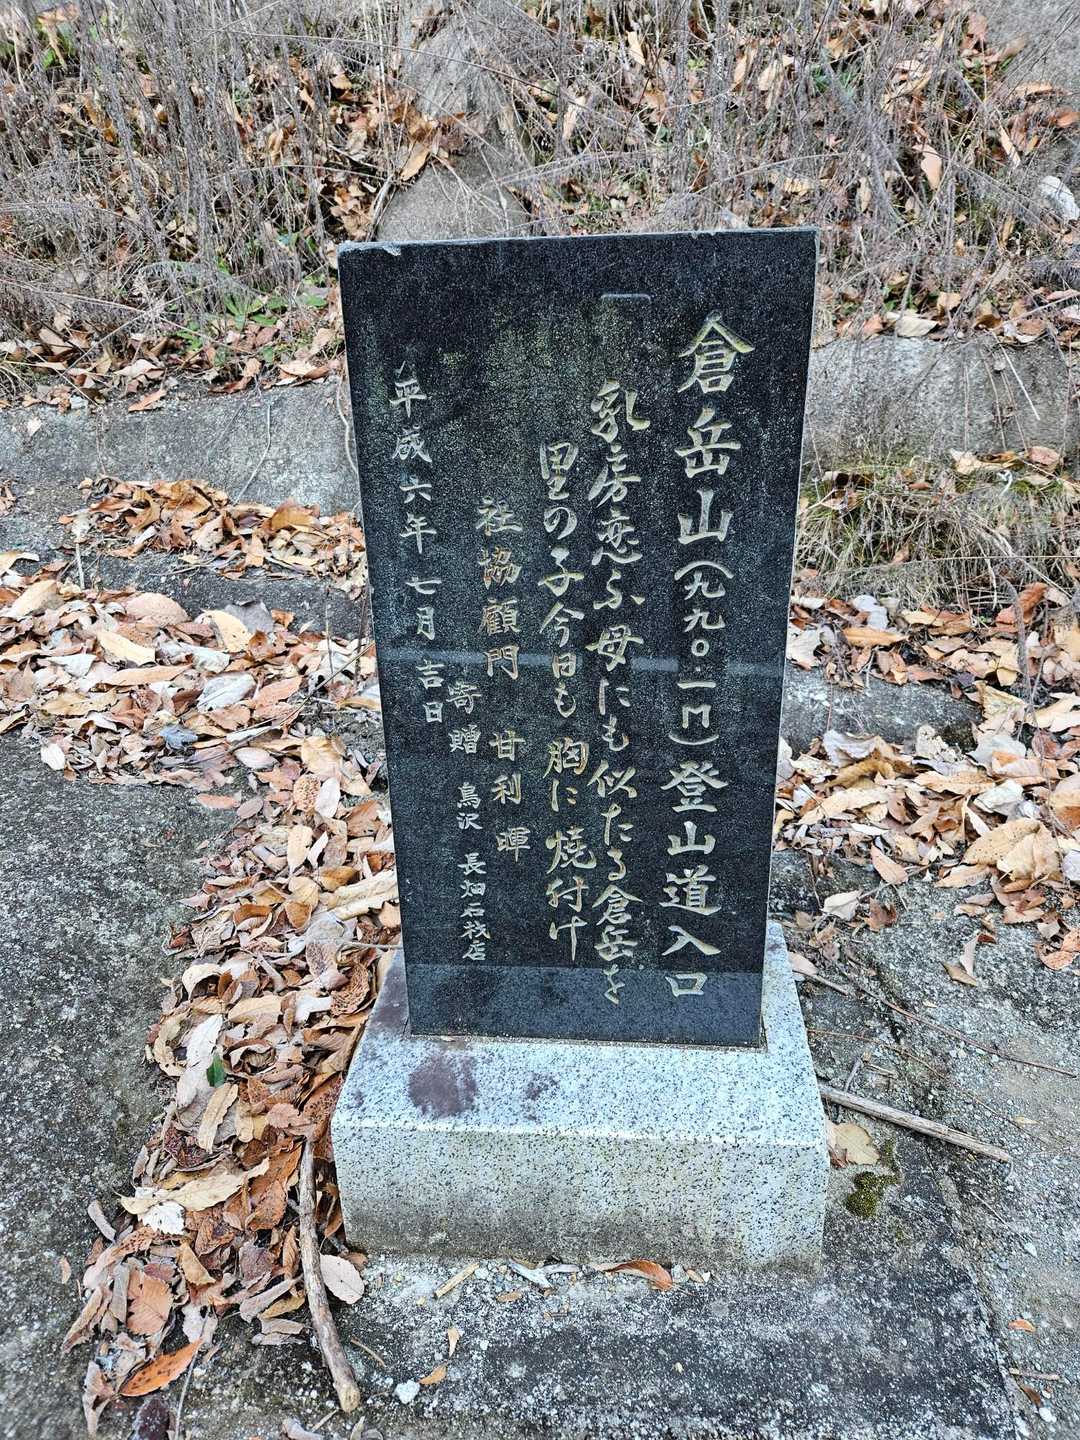 倉岳山(九九〇.一M)登山道入口
乳房恋ふ母にも似たる倉岳を
里の子今日も胸に焼付け
社協顧門 甘利 暉
寄贈 鳥沢 長畑石材店
平成六年七月吉日